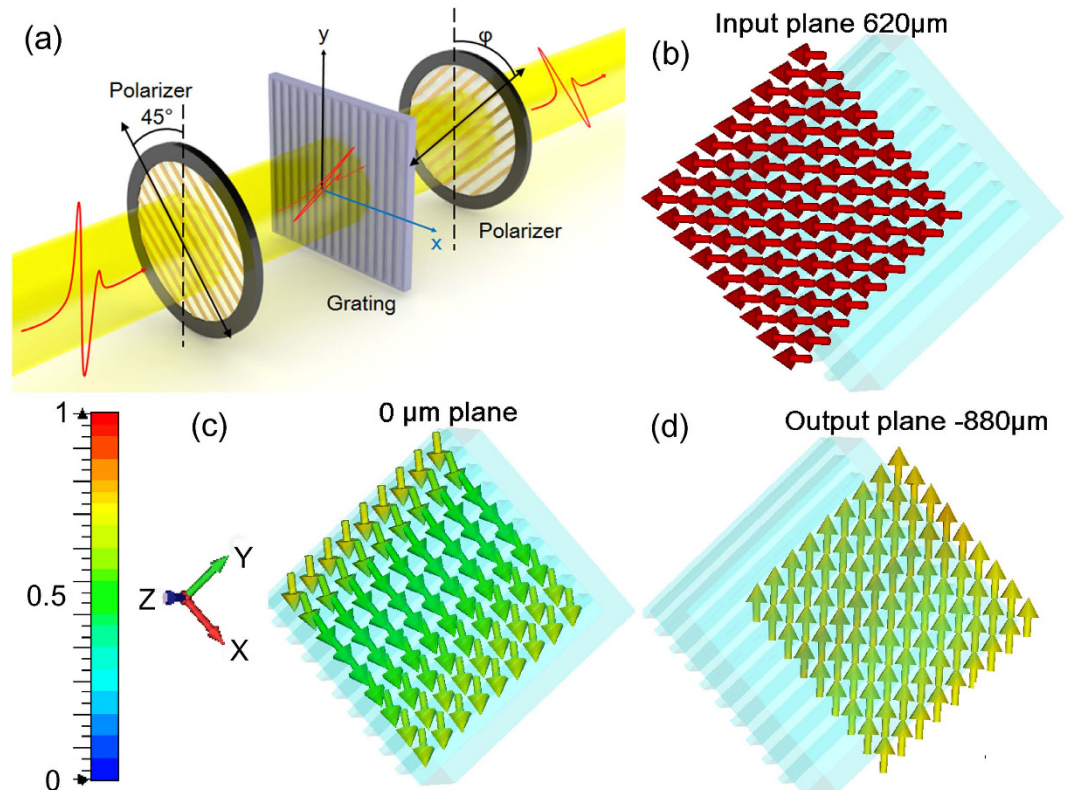 (a)
Polarizer
45°
y
φ
x
Polarizer
Grating
(b)
Input plane 620μm
1
0.5
0
Y
Z
X
(c)
0 μm plane
(d)
Output plane -880μm